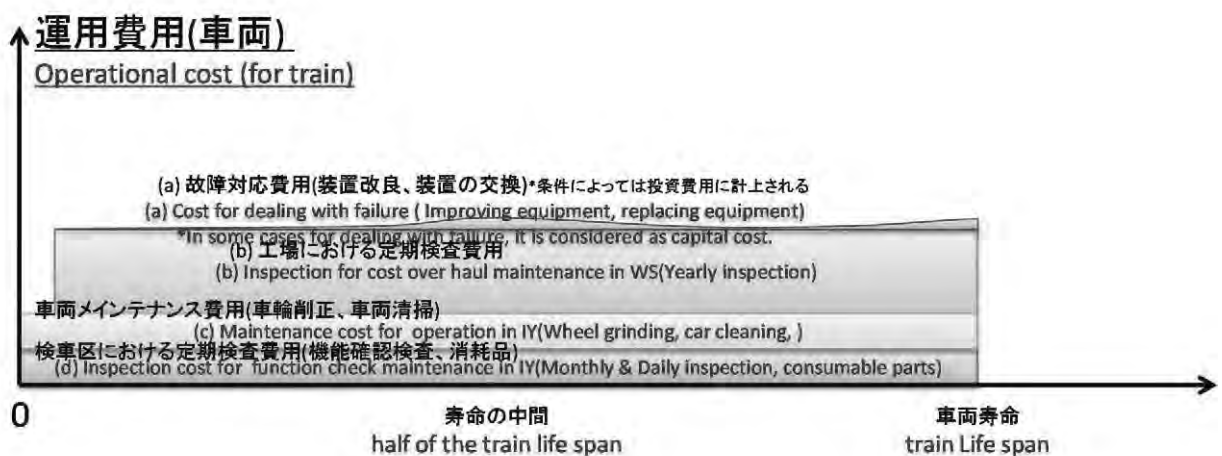 運用費用(車両)
Operational cost (for train)
(a) 故障対応費用(装置改良、装置の交換)*条件によっては投資費用に計上される
(a) Cost for dealing with failure ( Improving equipment, replacing equipment)
*In some cases for dealing with failure, it is considered as capital cost.
(b) 工場における定期検査費用
(b) Inspection for cost over haul maintenance in WS(Yearly inspection)
車両メインテナンス費用(車輪削正、車両清掃)
(c) Maintenance cost for operation in IY(Wheel grinding, car cleaning, )
検車区における定期検査費用(機能確認検査、消耗品)
(d) Inspection cost for function check maintenance in IY(Monthly & Daily inspection, consumable parts)
0
寿命の中間
half of the train life span
車両寿命
train Life span